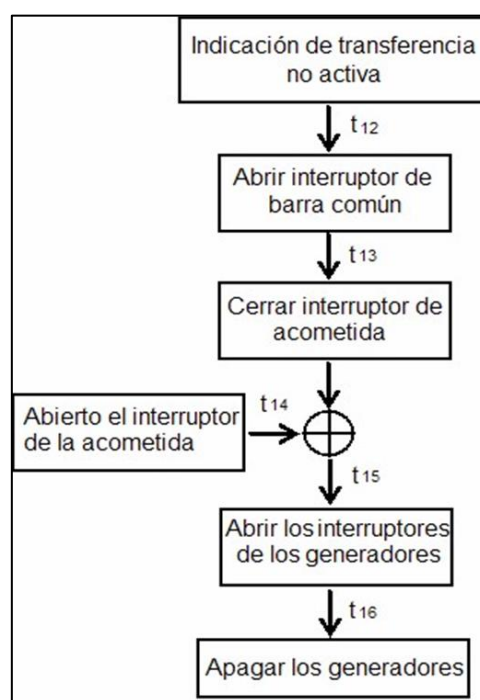 Indicación de transferencia
no activa
t12
Abrir interruptor de
barra común
t13
Cerrar interruptor de
acometida
Abierto el interruptor
de la acometida
t14
t15
Abrir los interruptores
de los generadores
t16
Apagar los generadores